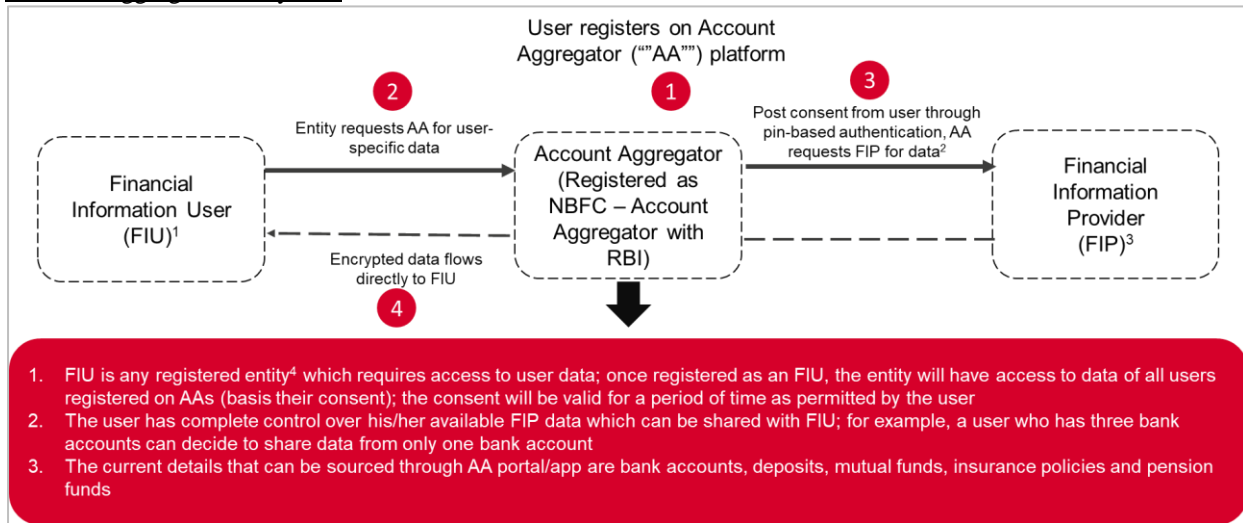 User registers on Account
Aggregator (“”AA””) platform
2
1
3
Entity requests AA for user-
specific data
Post consent from user through
pin-based authentication, AA
requests FIP for data2
Financial
Information User
(FIU)1
Account Aggregator
(Registered as
NBFC – Account
Aggregator with
RBI)
Financial
Information
Provider
(FIP)3
Encrypted data flows
directly to FIU
4
1. FIU is any registered entity4 which requires access to user data; once registered as an FIU, the entity will have access to data of all users
registered on AAs (basis their consent); the consent will be valid for a period of time as permitted by the user
2. The user has complete control over his/her available FIP data which can be shared with FIU; for example, a user who has three bank
accounts can decide to share data from only one bank account
3. The current details that can be sourced through AA portal/app are bank accounts, deposits, mutual funds, insurance policies and pension
funds